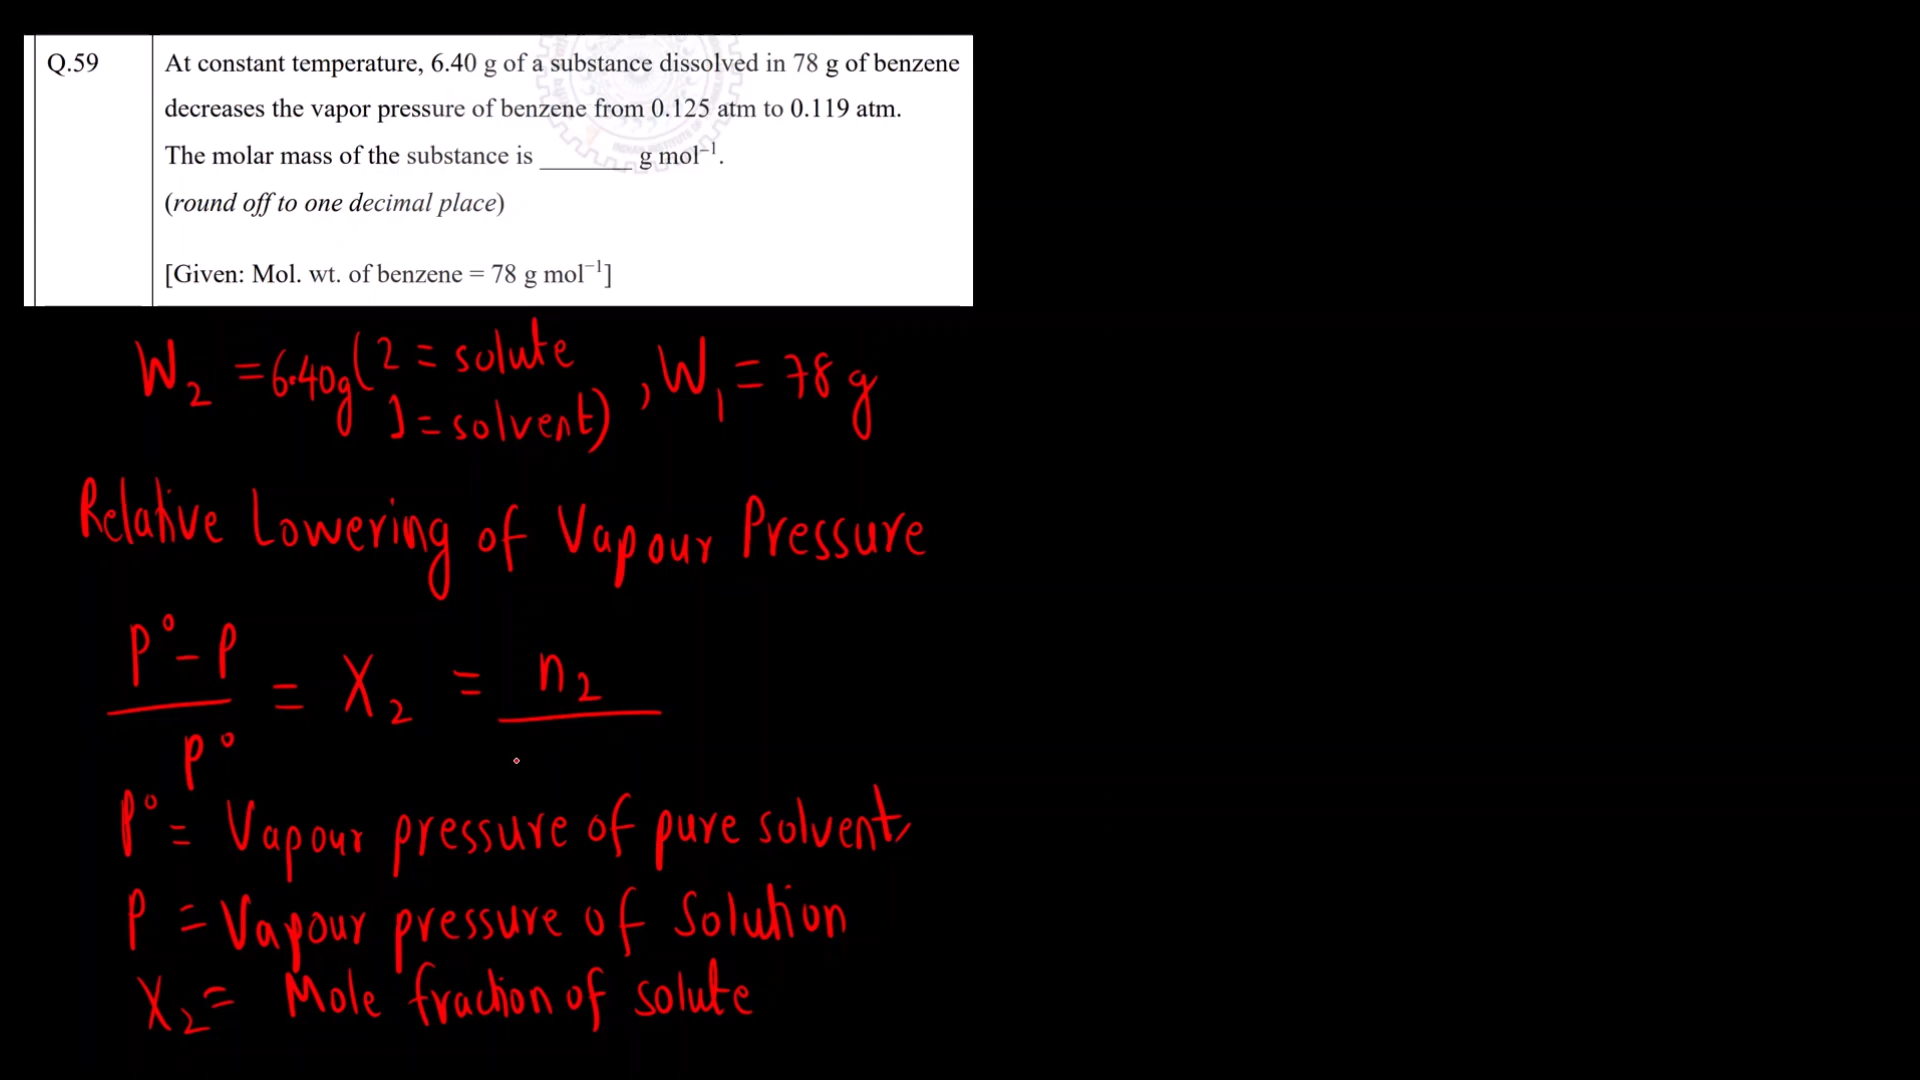 Q.59
At constant temperature, 6.40 g of a substance dissolved in 78 g of benzene
decreases the vapor pressure of benzene from 0.125 atm to 0.119 atm.
The molar mass of the substance is _______ g mol⁻¹.
(round off to one decimal place)
[Given: Mol. wt. of benzene = 78 g mol⁻¹]
W₂ = 6.40g (2 = solute
1 = solvent) , W₁ = 78 g
Relative Lowering of Vapour Pressure
P° - P
———— = X₂ = n₂ / 
P°
P° = Vapour pressure of pure solvent,
P = Vapour pressure of Solution
X₂ = Mole fraction of solute